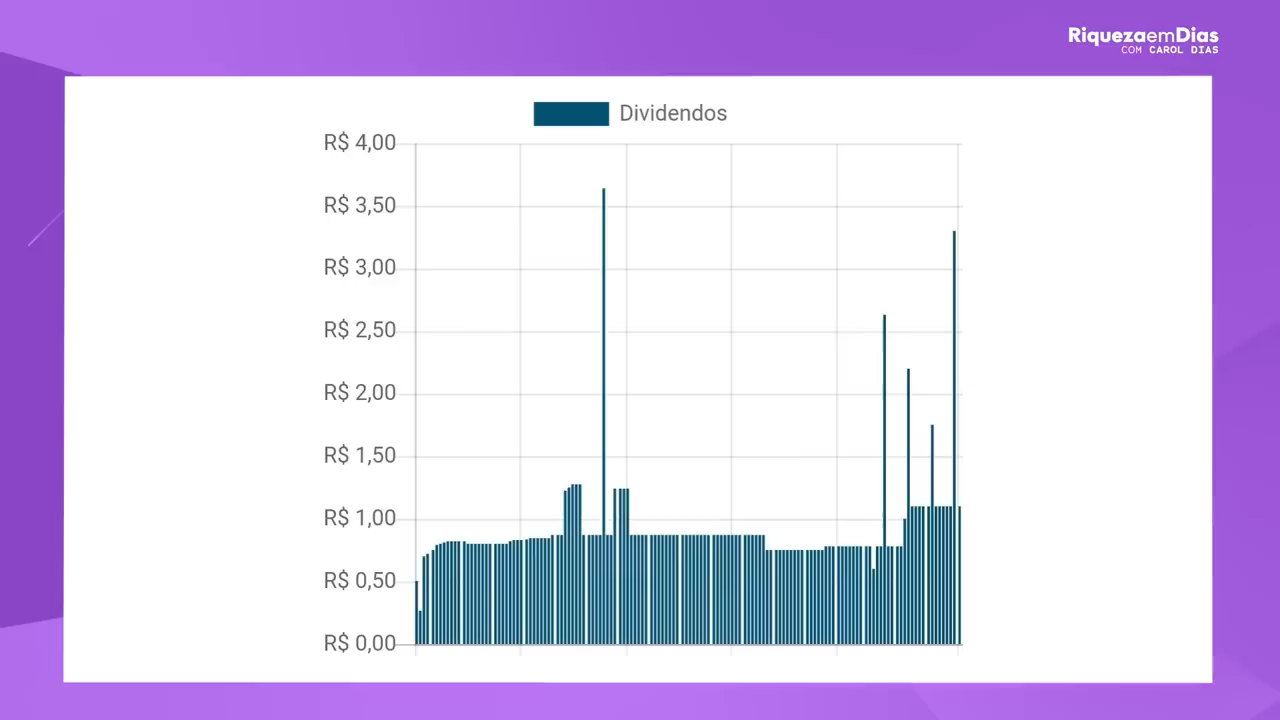 RiquezaemDias
COM CAROL DIAS
Dividendos
R$ 4,00
R$ 3,50
R$ 3,00
R$ 2,50
R$ 2,00
R$ 1,50
R$ 1,00
R$ 0,50
R$ 0,00